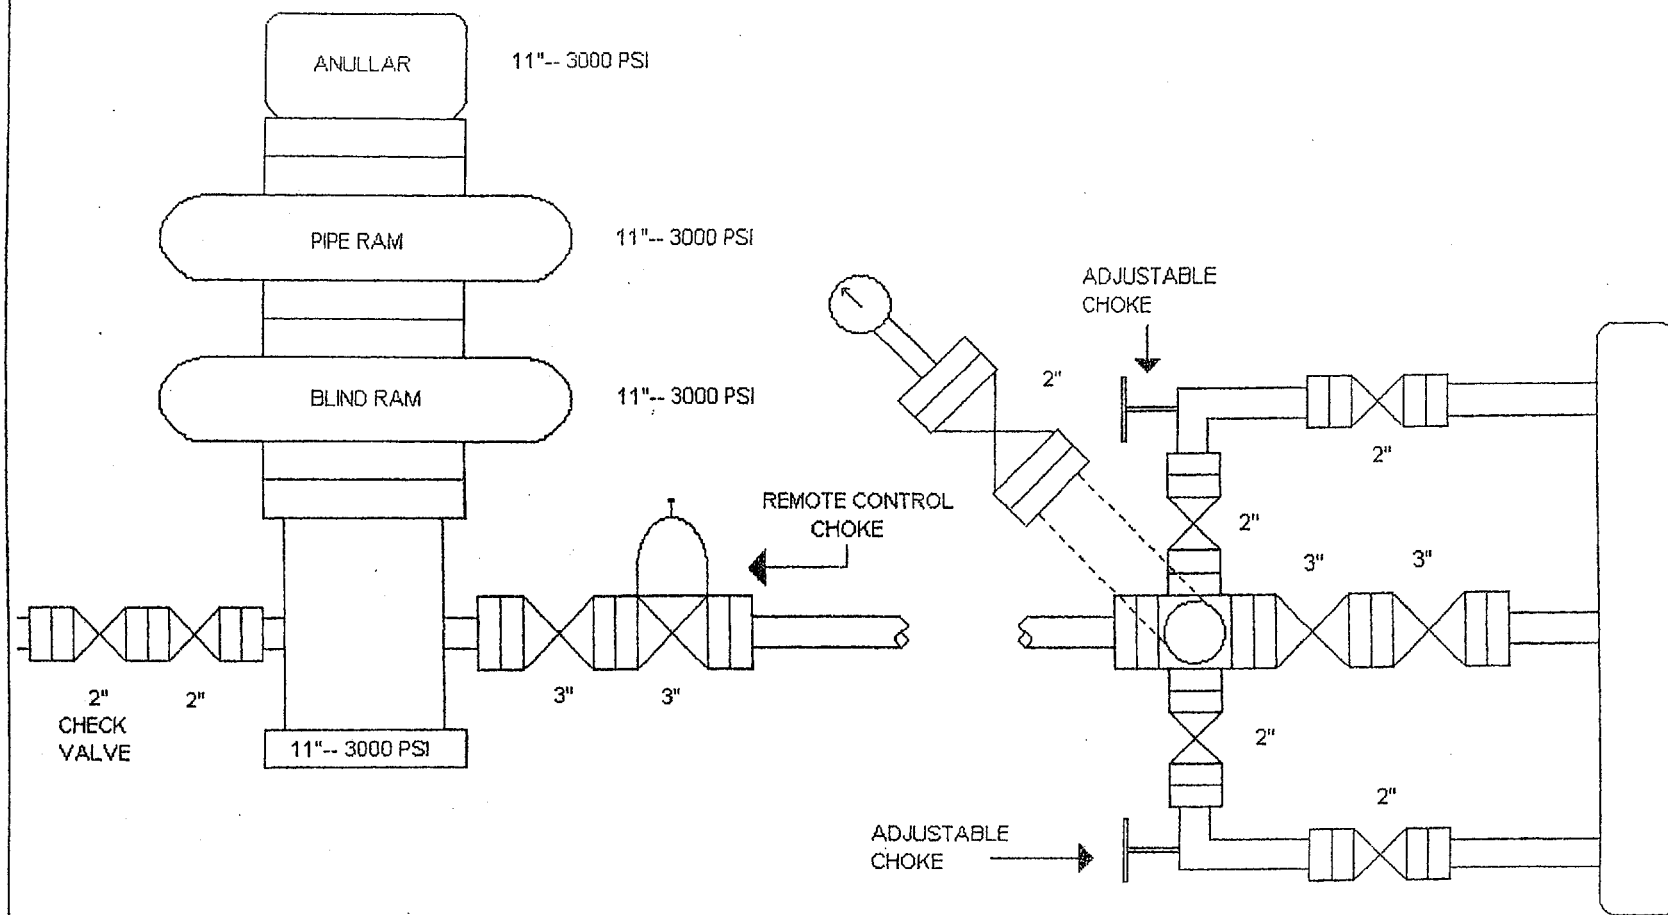 ANULLAR
11"-- 3000 PSI
PIPE RAM
11"-- 3000 PSI
BLIND RAM
11"-- 3000 PSI
ADJUSTABLE
CHOKE
2"
2"
REMOTE CONTROL
CHOKE
2"
3"
3"
2"
CHECK
VALVE
2"
3"
3"
11"-- 3000 PSI
2"
2"
ADJUSTABLE
CHOKE